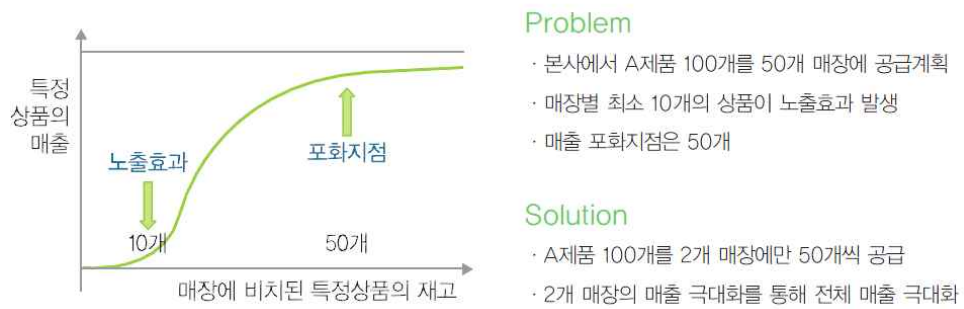 특정
상품의
매출
노출효과
10개
포화지점
50개
매장에 비치된 특정상품의 재고
Problem
· 본사에서 A제품 100개를 50개 매장에 공급계획
· 매장별 최소 10개의 상품이 노출효과 발생
· 매출 포화지점은 50개
Solution
· A제품 100개를 2개 매장에만 50개씩 공급
· 2개 매장의 매출 극대화를 통해 전체 매출 극대화